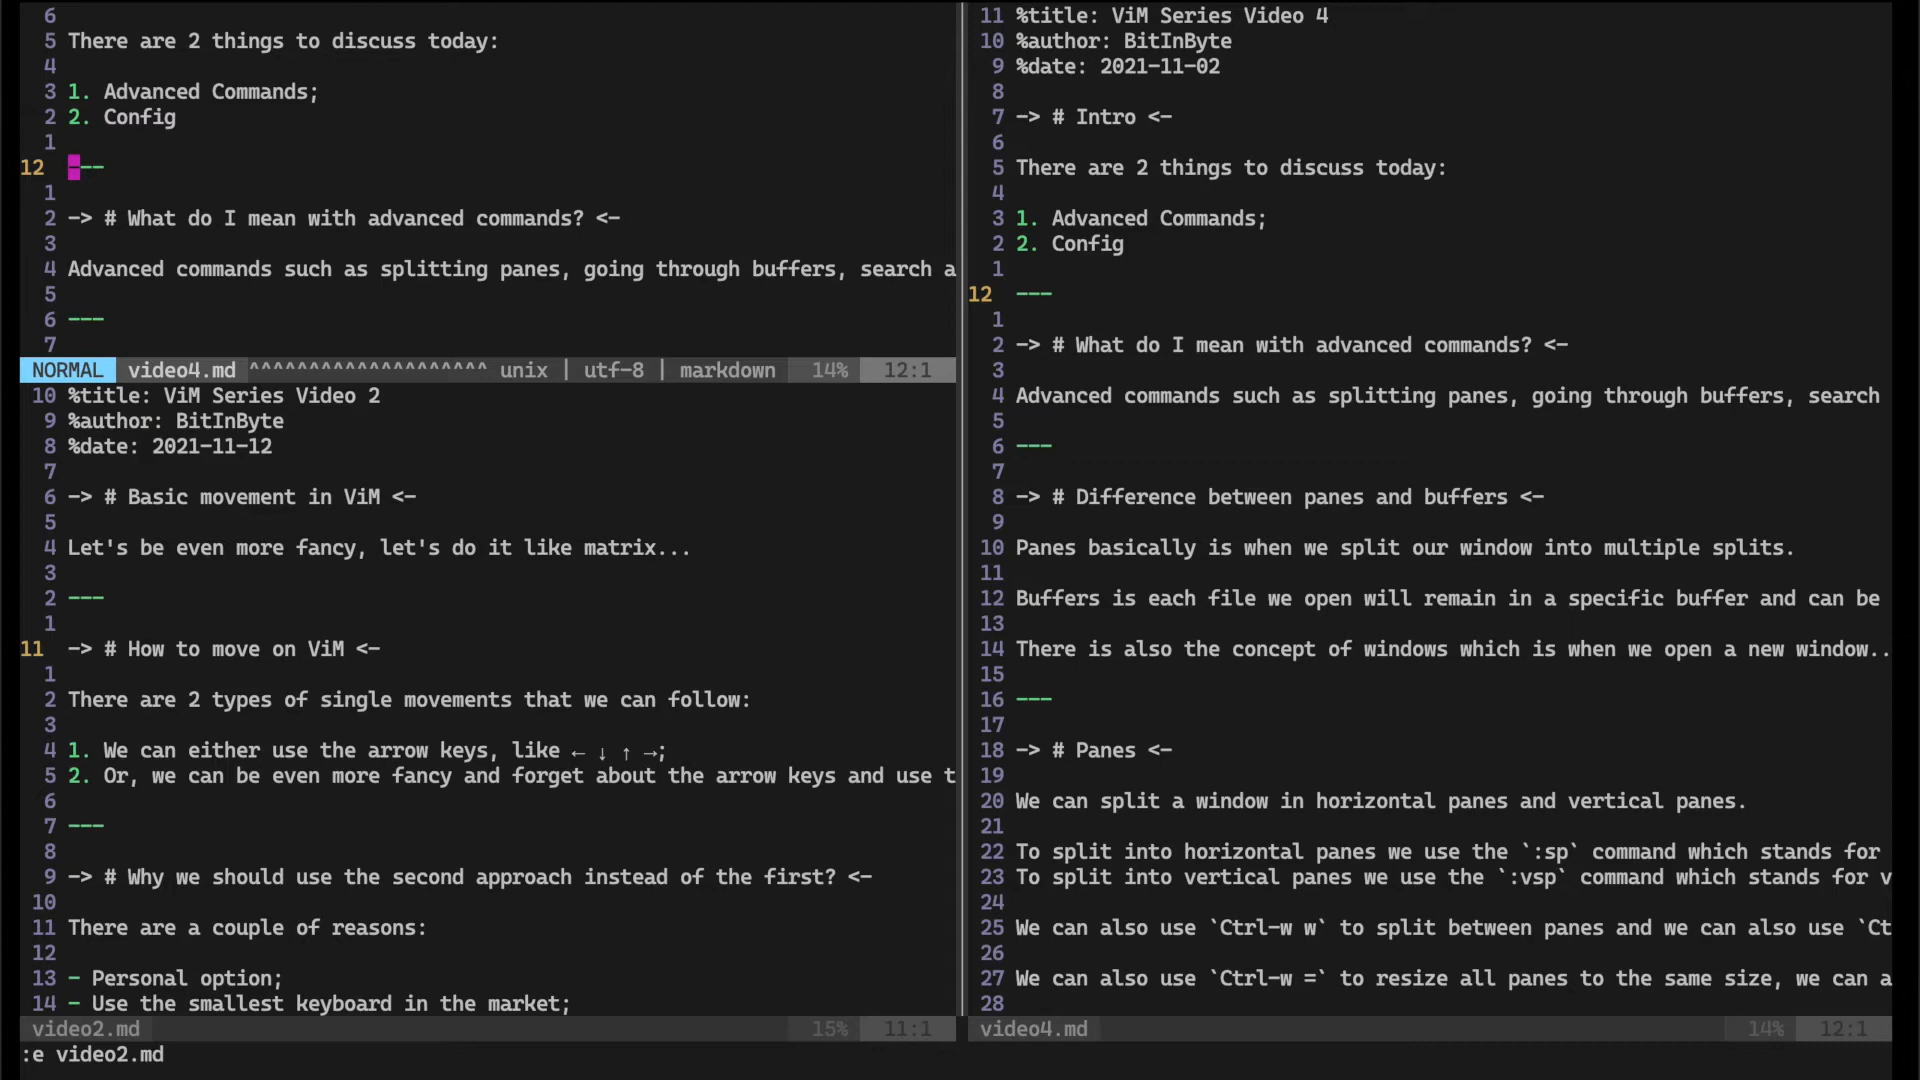 6
5 There are 2 things to discuss today:
4
3 1. Advanced Commands;
2 2. Config
1
12 ---
1
2 -> # What do I mean with advanced commands? <-
3
4 Advanced commands such as splitting panes, going through buffers, search a
5
6 ---
7
NORMAL video4.md ^^^^^^^^^^^^^^^^^^^^ unix | utf-8 | markdown 14% 12:1
10 %title: ViM Series Video 2
9 %author: BitInByte
8 %date: 2021-11-12
7
6 -> # Basic movement in ViM <-
5
4 Let's be even more fancy, let's do it like matrix...
3
2 ---
1
11 -> # How to move on ViM <-
1
2 There are 2 types of single movements that we can follow:
3
4 1. We can either use the arrow keys, like ← ↓ ↑ →;
5 2. Or, we can be even more fancy and forget about the arrow keys and use t
6
7 ---
8
9 -> # Why we should use the second approach instead of the first? <-
10
11 There are a couple of reasons:
12
13 - Personal option;
14 - Use the smallest keyboard in the market;
video2.md 15% 11:1
11 %title: ViM Series Video 4
10 %author: BitInByte
9 %date: 2021-11-02
8
7 -> # Intro <-
6
5 There are 2 things to discuss today:
4
3 1. Advanced Commands;
2 2. Config
1
12 ---
1
2 -> # What do I mean with advanced commands? <-
3
4 Advanced commands such as splitting panes, going through buffers, search
5
6 ---
7
8 -> # Difference between panes and buffers <-
9
10 Panes basically is when we split our window into multiple splits.
11
12 Buffers is each file we open will remain in a specific buffer and can be
13
14 There is also the concept of windows which is when we open a new window..
15
16 ---
17
18 -> # Panes <-
19
20 We can split a window in horizontal panes and vertical panes.
21
22 To split into horizontal panes we use the `:sp` command which stands for
23 To split into vertical panes we use the `:vsp` command which stands for v
24
25 We can also use `Ctrl-w w` to split between panes and we can also use `Ct
26
27 We can also use `Ctrl-w =` to resize all panes to the same size, we can a
28
video4.md 14% 12:1
:e video2.md